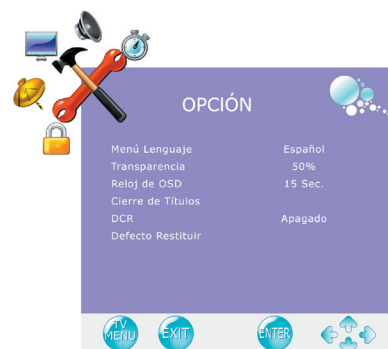 OPCIÓN
Menú Lenguaje Español
Transparencia 50%
Reloj de OSD 15 Sec.
Cierre de Títulos
DCR Apagado
Defecto Restituir
TV MENU EXIT ENTER